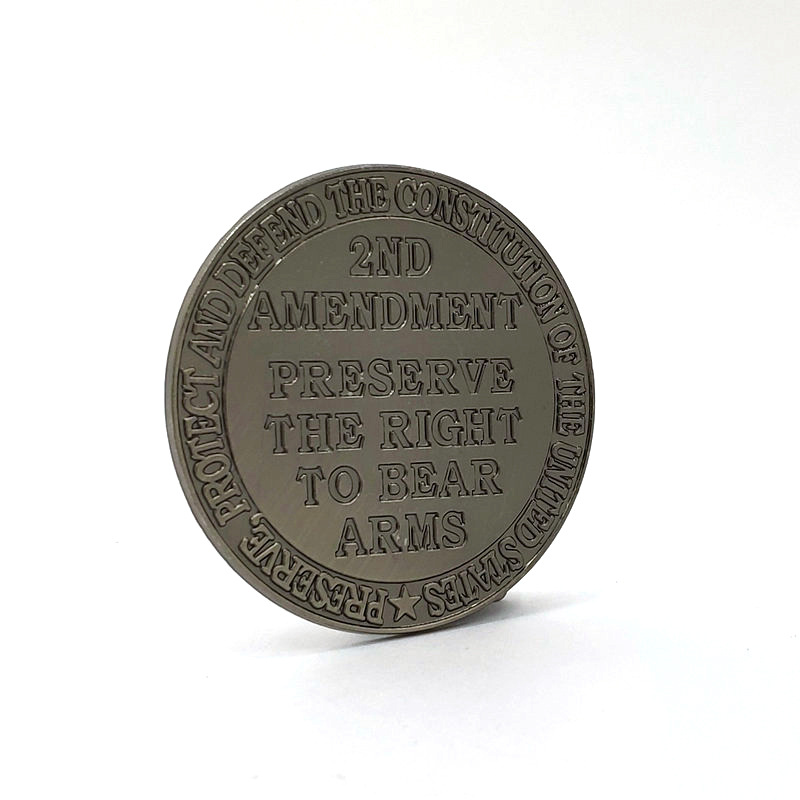 PRESERVE, PROTECT AND DEFEND THE CONSTITUTION OF THE UNITED STATES
2ND
AMENDMENT
PRESERVE
THE RIGHT
TO BEAR
ARMS